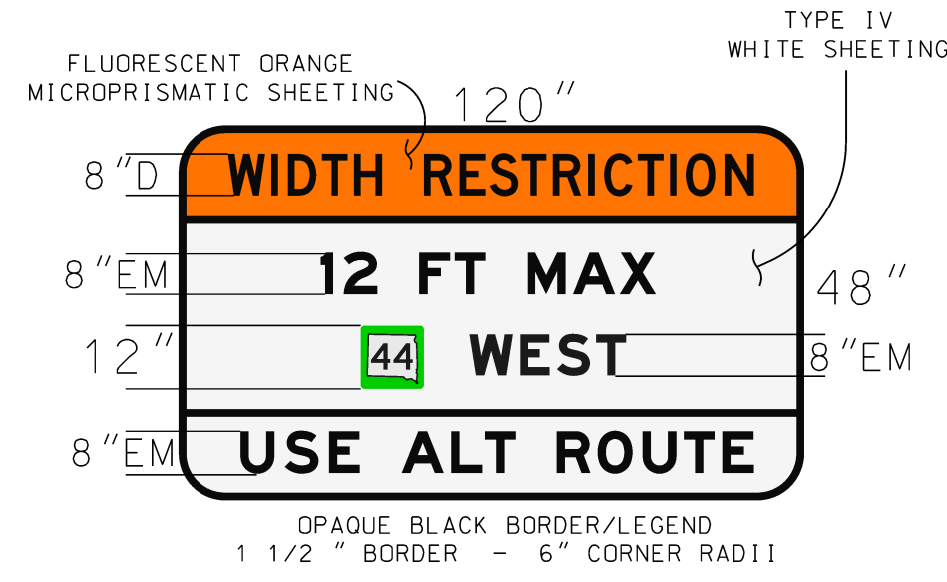 TYPE IV
WHITE SHEETING
FLUORESCENT ORANGE
MICROPRISMATIC SHEETING
120"
8"D
WIDTH RESTRICTION
8"EM
12 FT MAX
48"
12"
44 WEST
8"EM
8"EM
USE ALT ROUTE
OPAQUE BLACK BORDER/LEGEND
1 1/2 " BORDER - 6" CORNER RADII